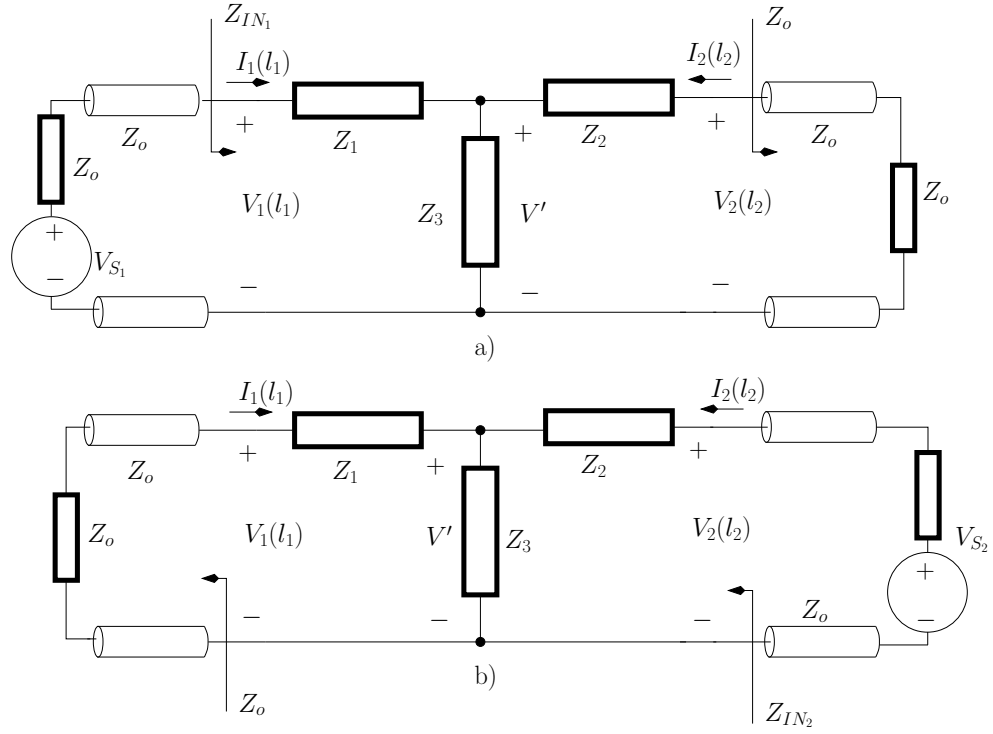 Z_{IN_1}
Z_o
I_1(l_1)
I_2(l_2)
+
+
+
Z_o
Z_1
Z_2
Z_o
Z_o
V_1(l_1)
Z_3
V'
V_2(l_2)
Z_o
+
−
V_{S_1}
−
−
−
a)
I_1(l_1)
I_2(l_2)
+
+
+
Z_o
Z_1
Z_2
Z_o
V_1(l_1)
V'
Z_3
V_2(l_2)
V_{S_2}
+
−
−
−
−
Z_o
b)
Z_o
Z_{IN_2}